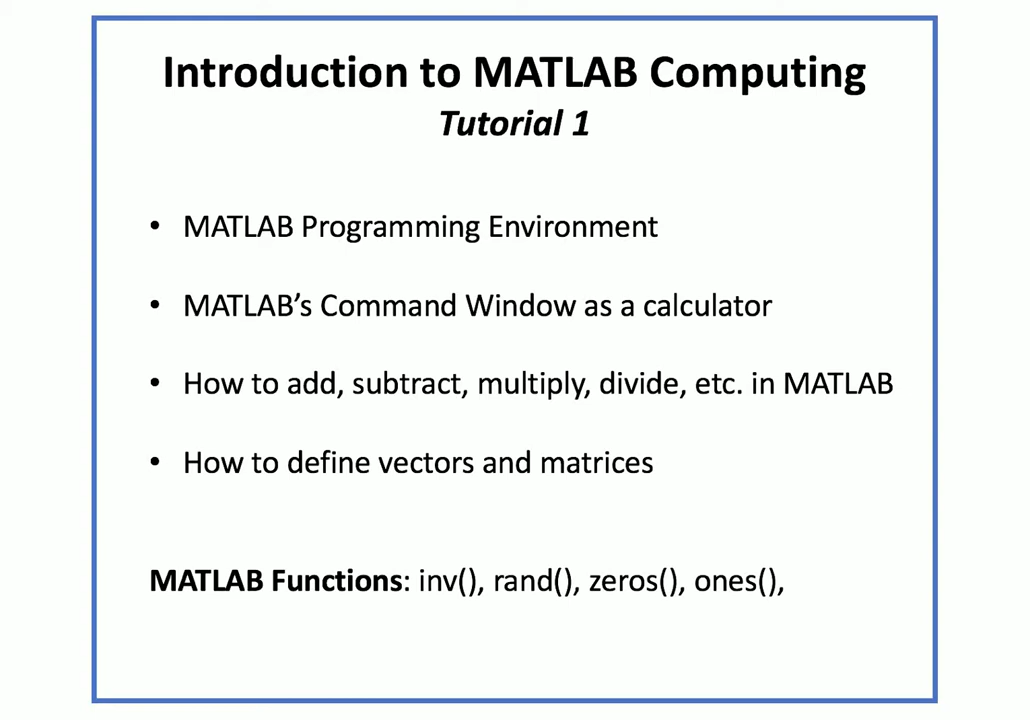 Introduction to MATLAB Computing
Tutorial 1
• MATLAB Programming Environment
• MATLAB’s Command Window as a calculator
• How to add, subtract, multiply, divide, etc. in MATLAB
• How to define vectors and matrices
MATLAB Functions: inv(), rand(), zeros(), ones(),